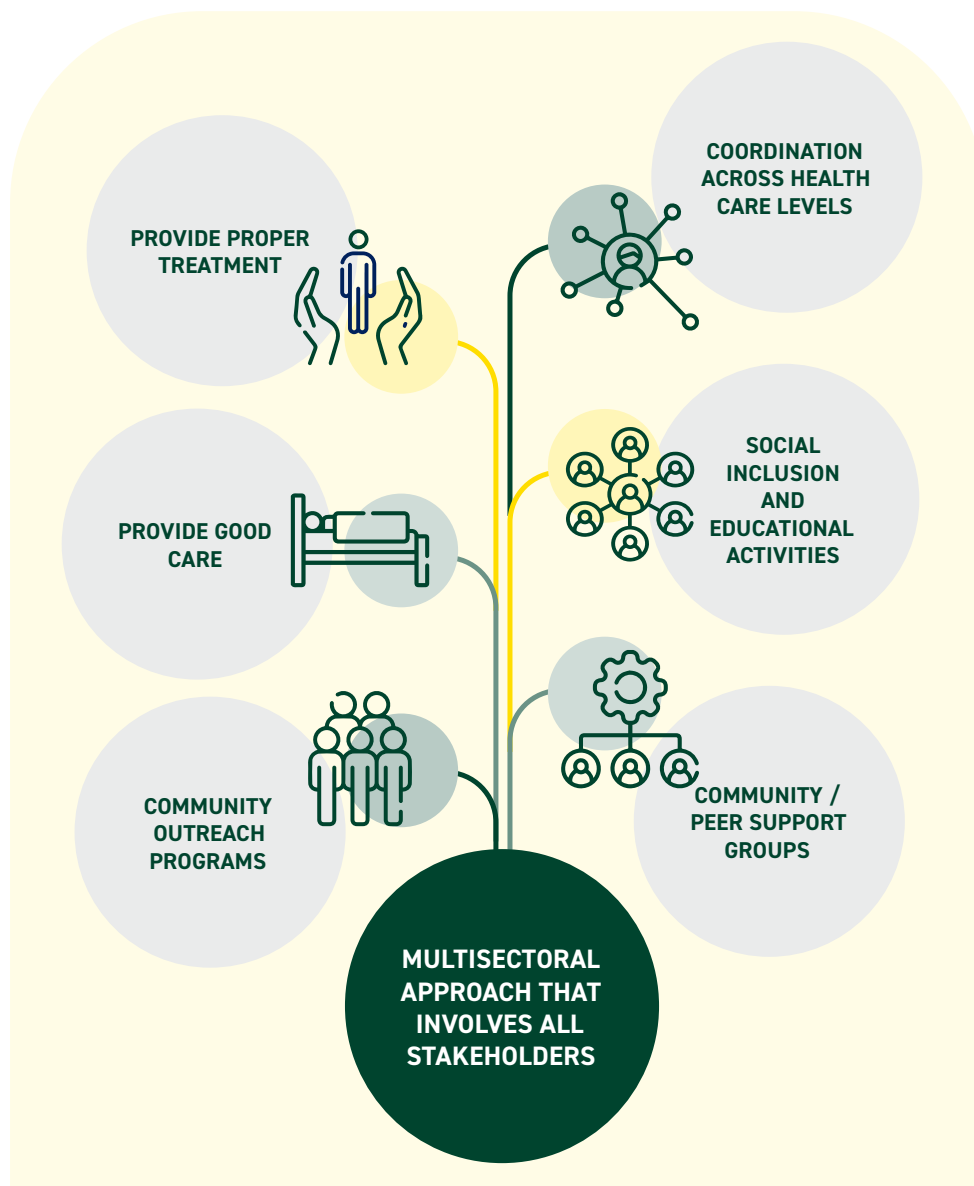 PROVIDE PROPER
TREATMENT
COORDINATION
ACROSS HEALTH
CARE LEVELS
PROVIDE GOOD
CARE
SOCIAL
INCLUSION
AND
EDUCATIONAL
ACTIVITIES
COMMUNITY
OUTREACH
PROGRAMS
COMMUNITY /
PEER SUPPORT
GROUPS
MULTISECTORAL
APPROACH THAT
INVOLVES ALL
STAKEHOLDERS